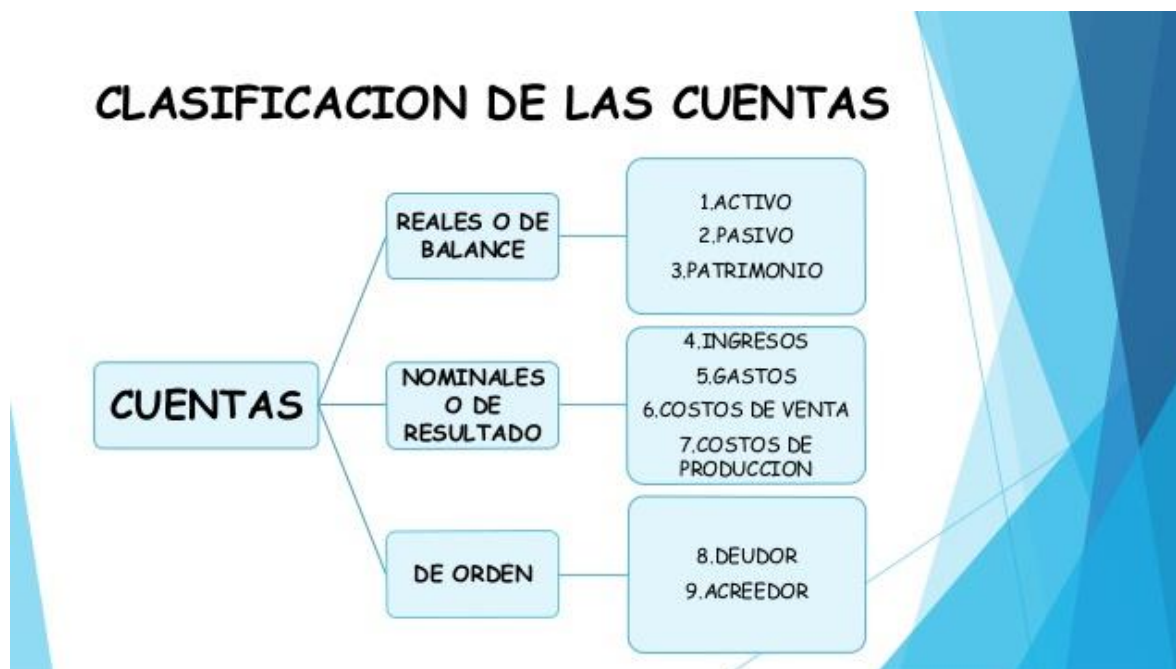 CLASIFICACION DE LAS CUENTAS
CUENTAS
REALES O DE
BALANCE
1.ACTIVO
2.PASIVO
3.PATRIMONIO
NOMINALES
O DE
RESULTADO
4.INGRESOS
5.GASTOS
6.COSTOS DE VENTA
7.COSTOS DE
PRODUCCION
DE ORDEN
8.DEUDOR
9.ACREEDOR